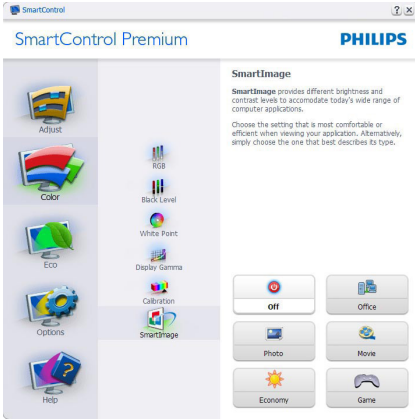 SmartControl
SmartControl Premium
PHILIPS
Adjust
Color
Eco
Options
Help
RGB
Black Level
White Point
Display Gamma
Calibration
SmartImage
SmartImage
SmartImage provides different brightness and
contrast levels to accomodate today's wide range of
computer applications.
Choose the setting that is most comfortable or
efficient when viewing your application. Alternatively,
simply choose the one that best describes its type.
Off
Office
Photo
Movie
Economy
Game